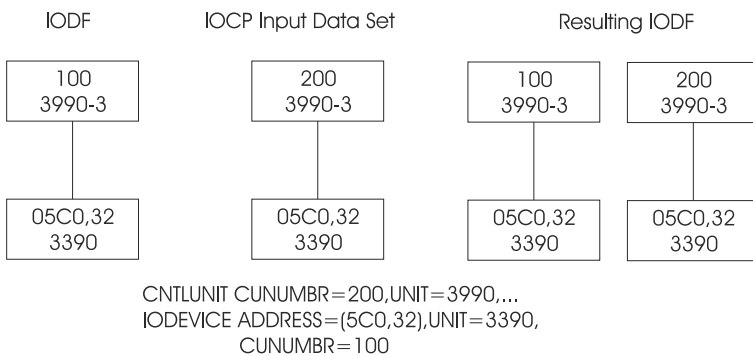 IODF
IOCP Input Data Set
Resulting IODF
100
3990-3
200
3990-3
100
3990-3
200
3990-3
05C0,32
3390
05C0,32
3390
05C0,32
3390
05C0,32
3390
CNTLUNIT CUNUMBR=200,UNIT=3990,...
IODEVICE ADDRESS=(5C0,32),UNIT=3390,
CUNUMBR=100